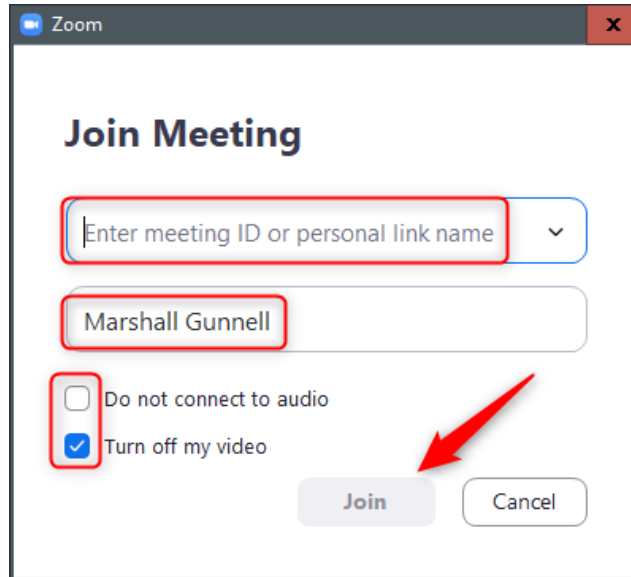 Zoom
Join Meeting
Enter meeting ID or personal link name
Marshall Gunnell
Do not connect to audio
Turn off my video
Join Cancel